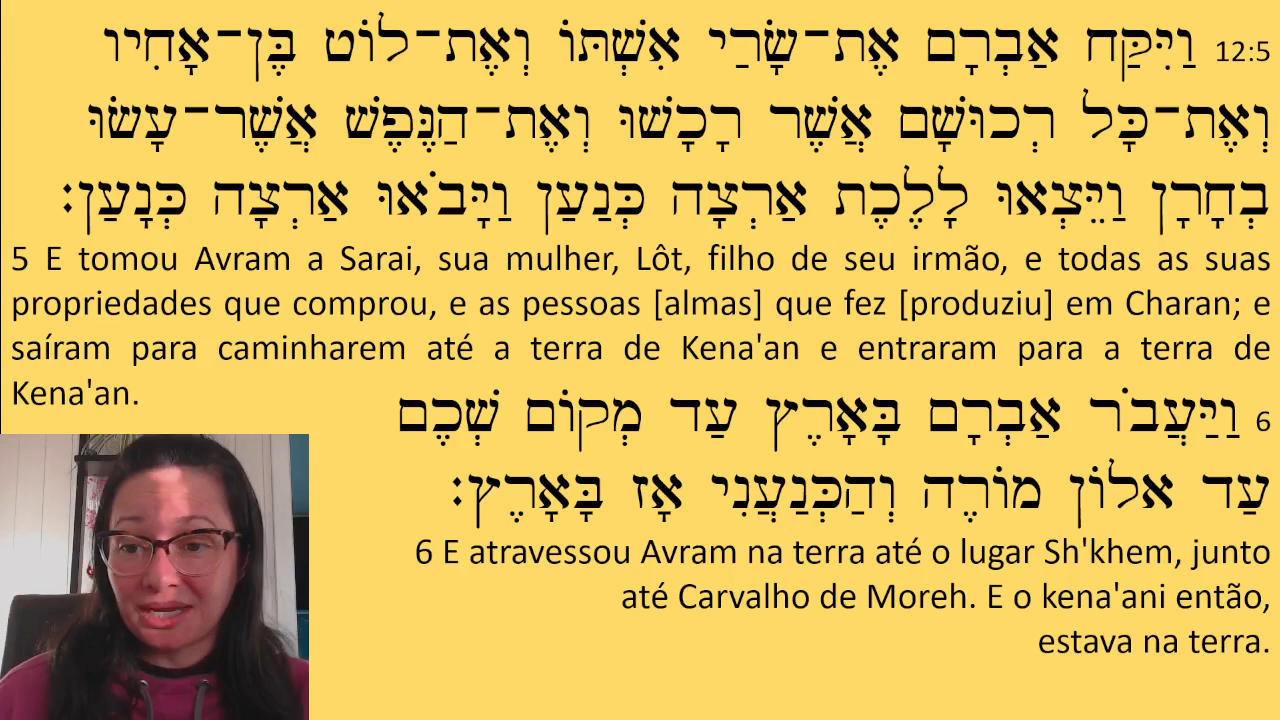 12:5 וַיִּקַּח אַבְרָם אֶת־שָׂרַי אִשְׁתּוֹ וְאֶת־לוֹט בֶּן־אָחִיו
וְאֶת־כָּל רְכוּשָׁם אֲשֶׁר רָכָשׁוּ וְאֶת־הַנֶּפֶשׁ אֲשֶׁר־עָשׂוּ
בְחָרָן וַיֵּצְאוּ לָלֶכֶת אַרְצָה כְּנַעַן וַיָּבֹאוּ אַרְצָה כְּנָעַן׃
5 E tomou Avram a Sarai, sua mulher, Lôt, filho de seu irmão, e todas as suas
propriedades que comprou, e as pessoas [almas] que fez [produziu] em Charan; e
saíram para caminharem até a terra de Kena'an e entraram para a terra de
Kena'an.
6 וַיַּעֲבֹר אַבְרָם בָּאָרֶץ עַד מְקוֹם שְׁכֶם
עַד אלוֹן מוֹרֶה וְהַכְּנַעֲנִי אָז בָּאָרֶץ׃
6 E atravessou Avram na terra até o lugar Sh'khem, junto
até Carvalho de Moreh. E o kena'ani então,
estava na terra.